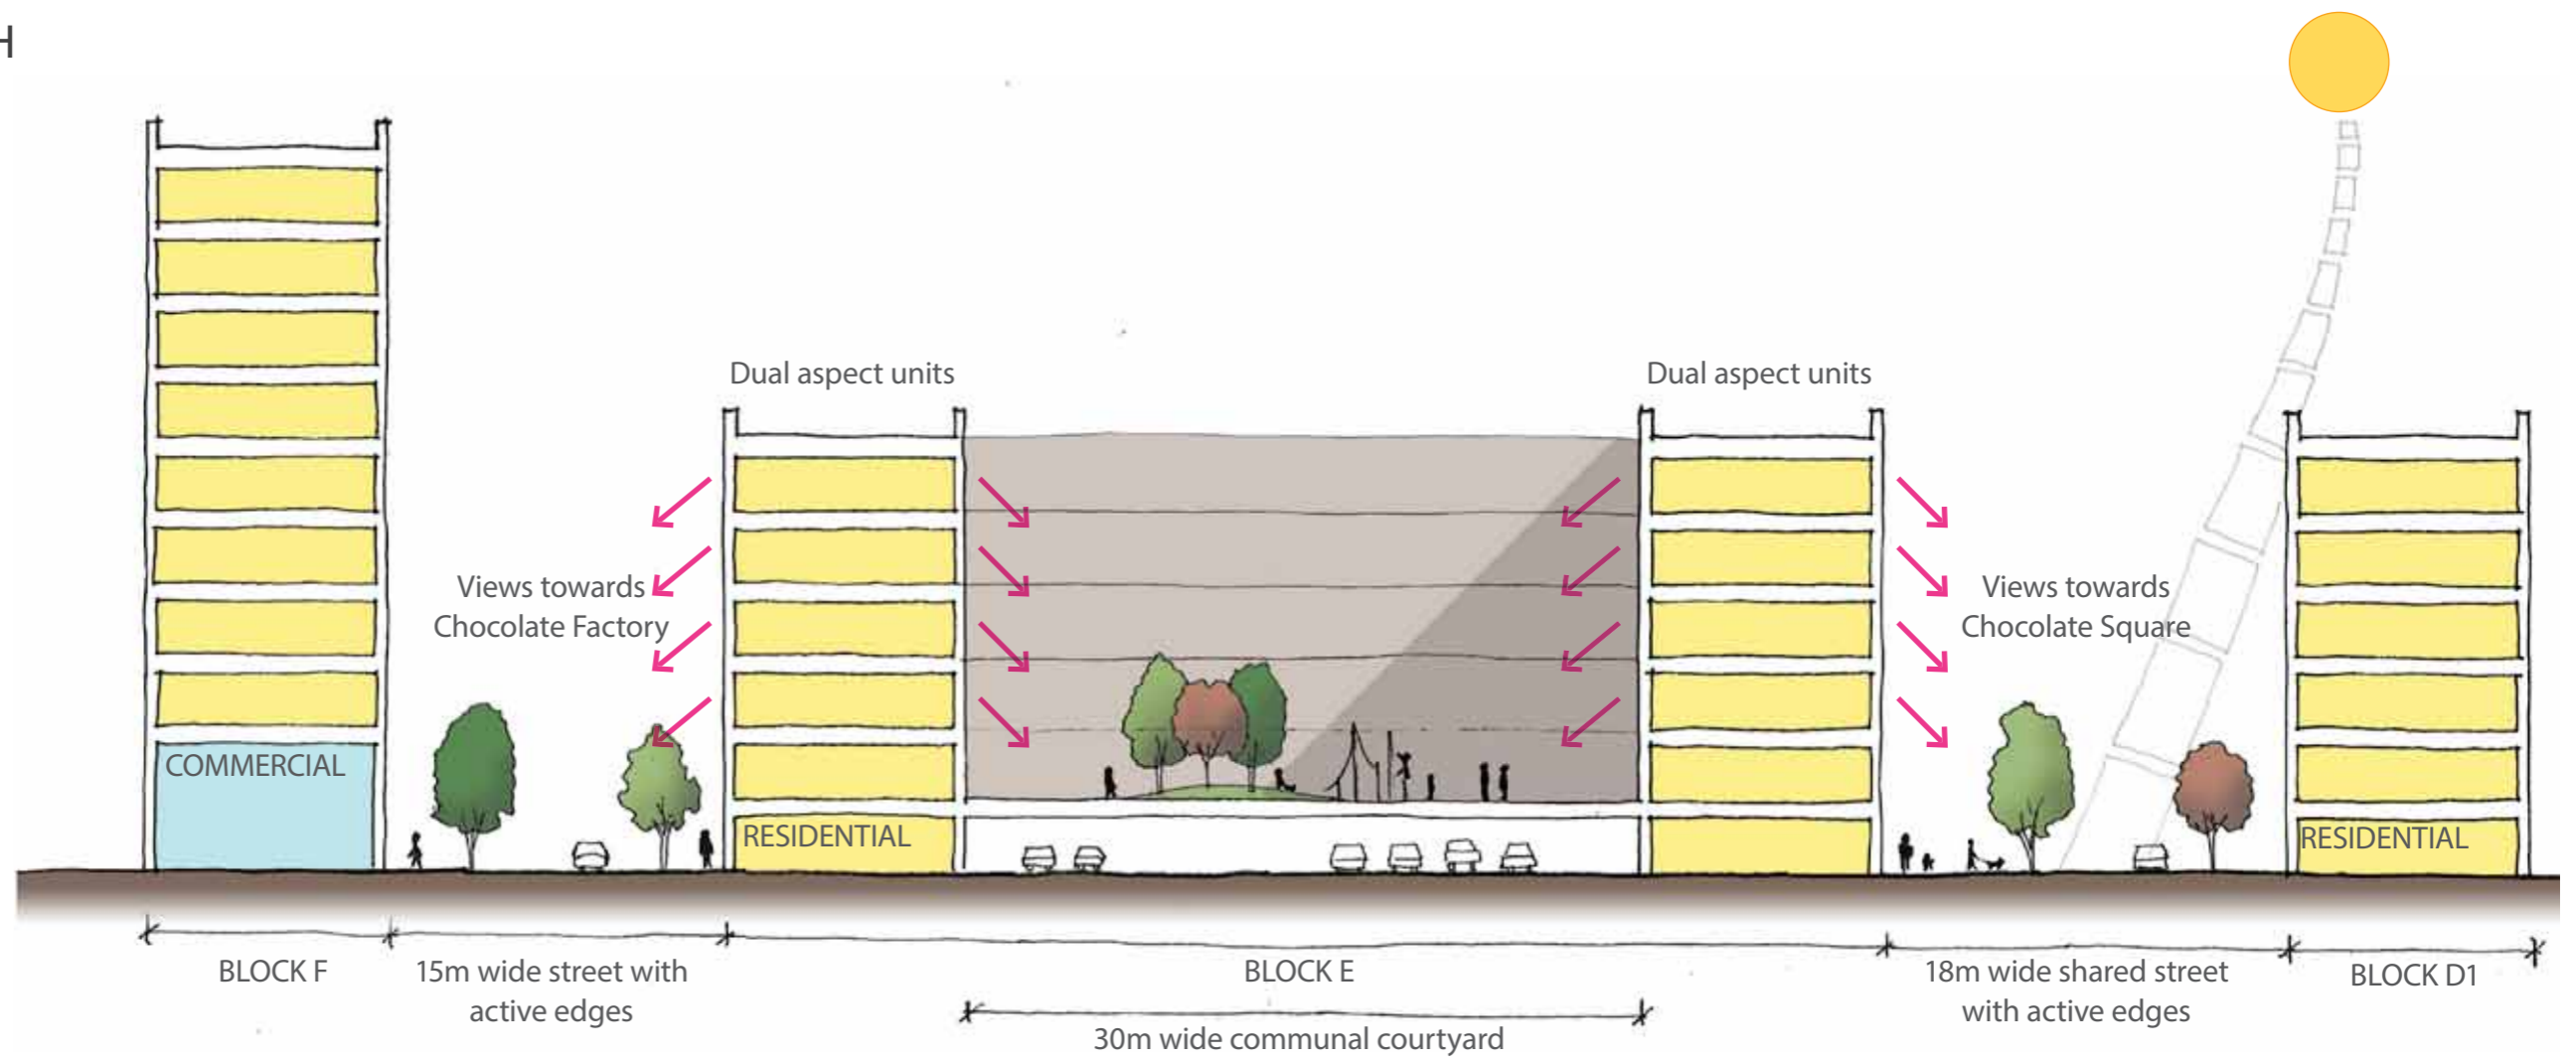 H
Dual aspect units
Dual aspect units
Views towards
Chocolate Factory
Views towards
Chocolate Square
COMMERCIAL
RESIDENTIAL
RESIDENTIAL
BLOCK F
15m wide street with
active edges
BLOCK E
18m wide shared street
with active edges
BLOCK D1
30m wide communal courtyard